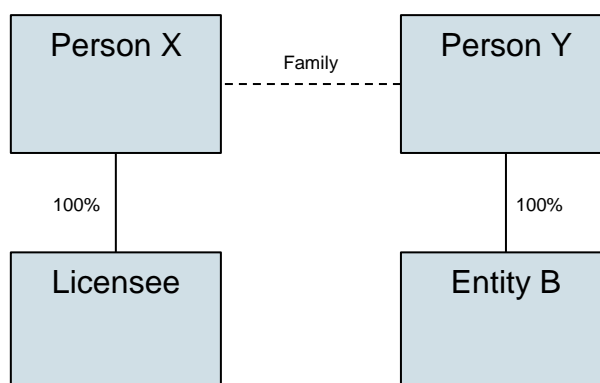 Person X
Family
Person Y
100%
100%
Licensee
Entity B